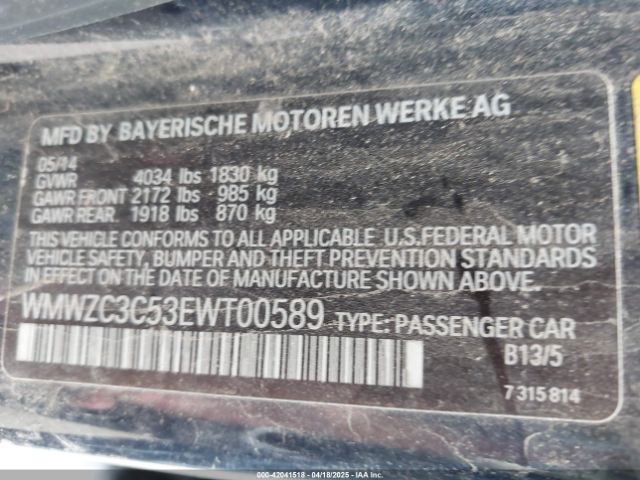 MFD BY BAYERISCHE MOTOREN WERKE AG
05/14
GVWR 4034 lbs 1830 kg
GAWR FRONT 2172 lbs 985 kg
GAWR REAR 1918 lbs 870 kg
THIS VEHICLE CONFORMS TO ALL APPLICABLE U.S.FEDERAL MOTOR
VEHICLE SAFETY, BUMPER AND THEFT PREVENTION STANDARDS IN
EFFECT ON THE DATE OF MANUFACTURE SHOWN ABOVE.
WMWZC3C53EWT00589 TYPE: PASSENGER CAR
B13/5
7 315 814
000-42041518 - 04/18/2025 - IAAI.COM